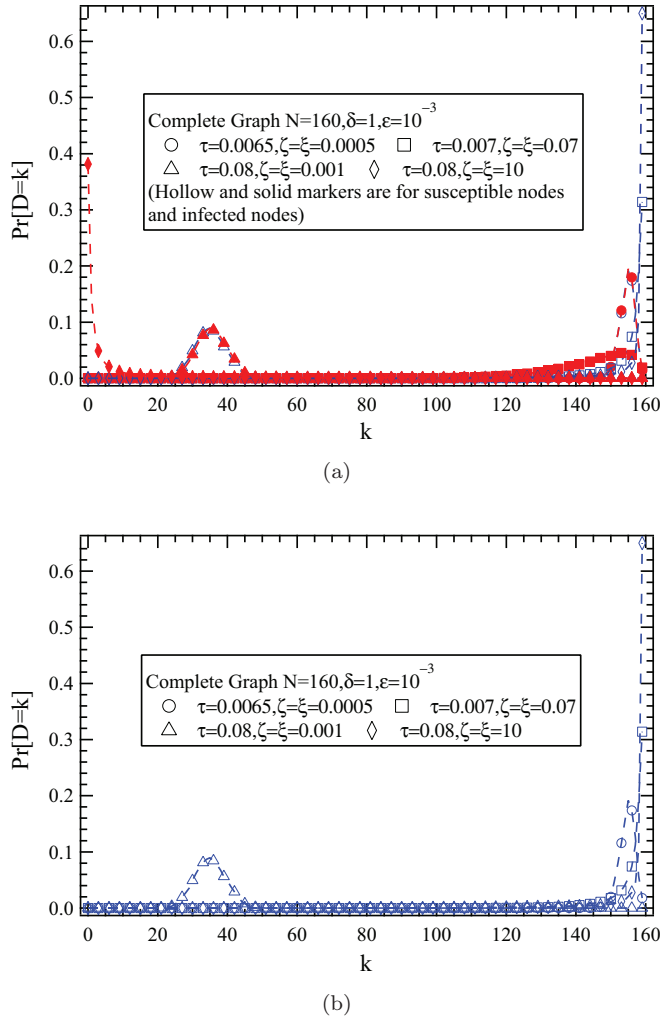 0.6
0.5
0.4
0.3
0.2
0.1
0.0
Pr[D=k]
Complete Graph N=160,δ=1,ε=10⁻³
τ=0.0065,ζ=ξ=0.0005 τ=0.007,ζ=ξ=0.07
τ=0.08,ζ=ξ=0.001 τ=0.08,ζ=ξ=10
(Hollow and solid markers are for susceptible nodes
and infected nodes)
0 20 40 60 80 100 120 140 160
k
(a)
0.6
0.5
0.4
0.3
0.2
0.1
0.0
Pr[D=k]
Complete Graph N=160,δ=1,ε=10⁻³
τ=0.0065,ζ=ξ=0.0005 τ=0.007,ζ=ξ=0.07
τ=0.08,ζ=ξ=0.001 τ=0.08,ζ=ξ=10
0 20 40 60 80 100 120 140 160
k
(b)